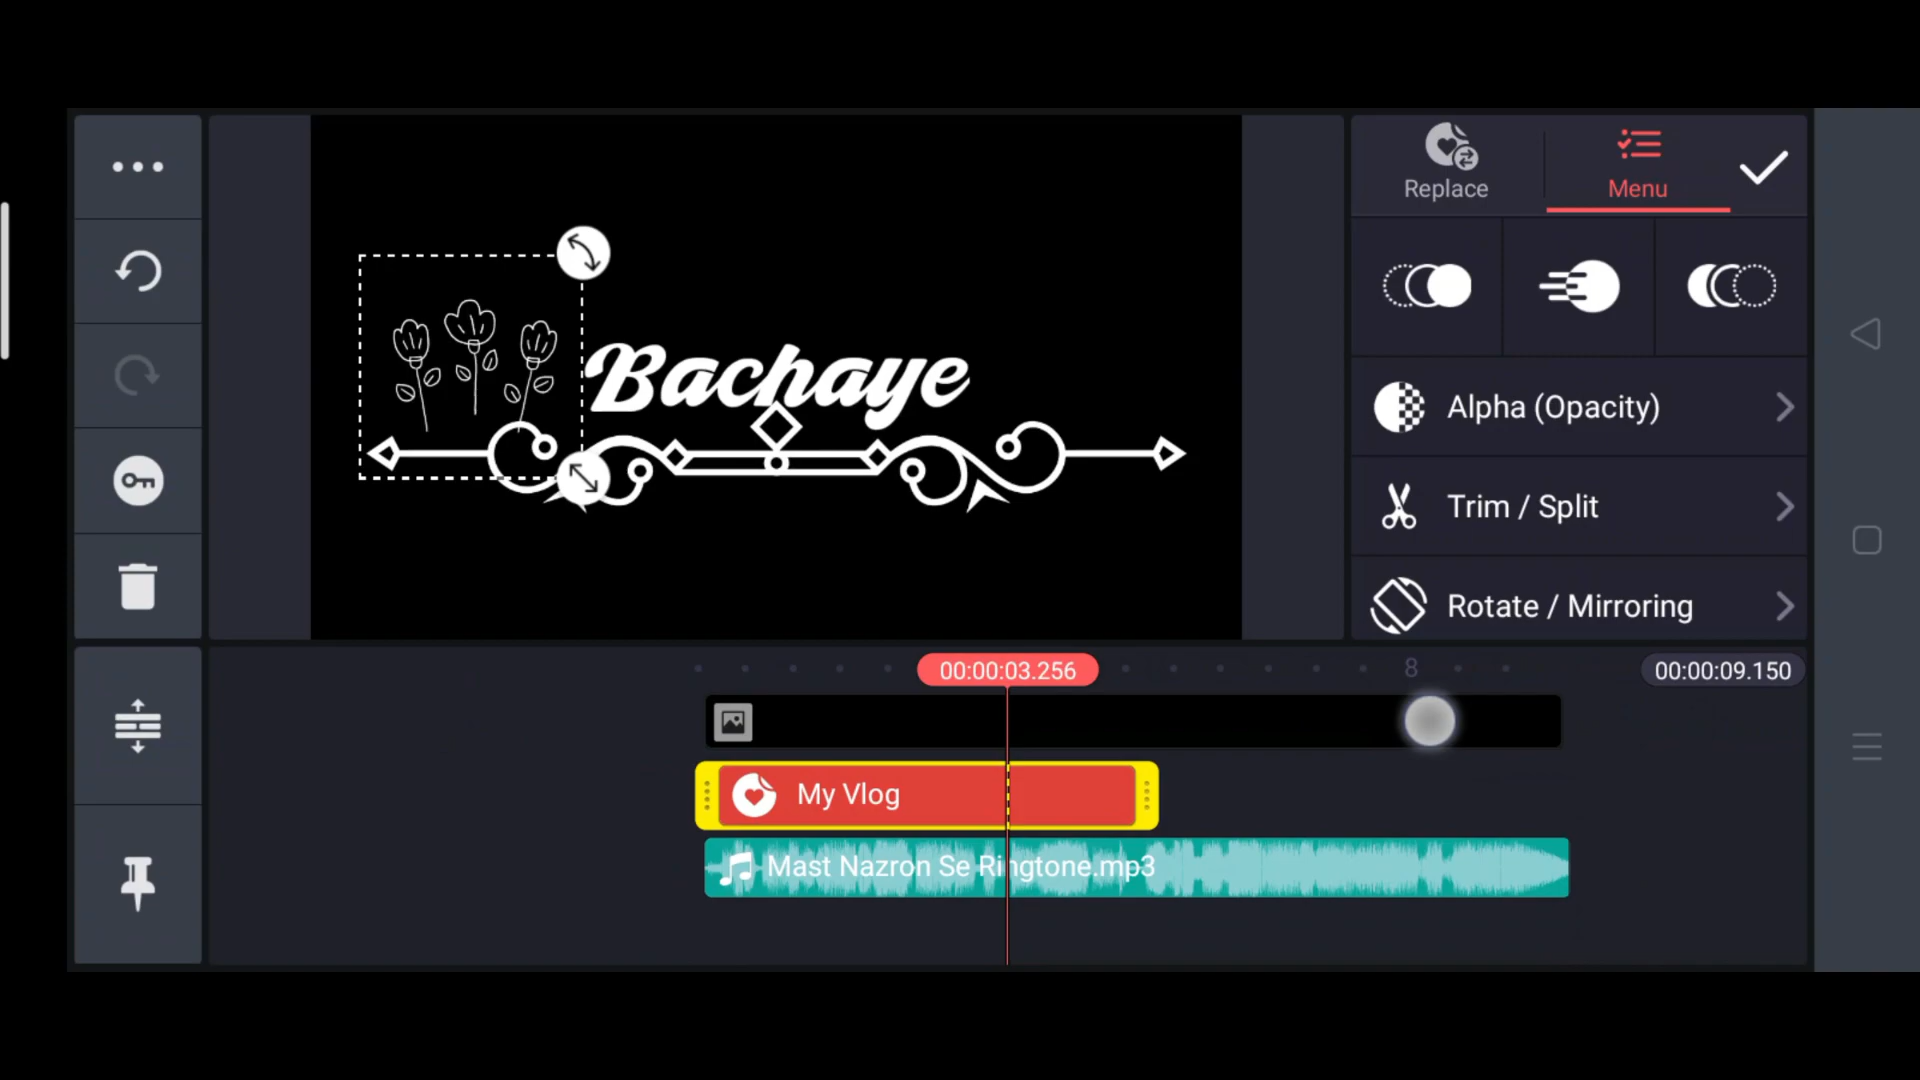 Replace
Menu
Bachaye
Alpha (Opacity)
Trim / Split
Rotate / Mirroring
00:00:03.256
8
00:00:09.150
My Vlog
Mast Nazron Se Ringtone.mp3